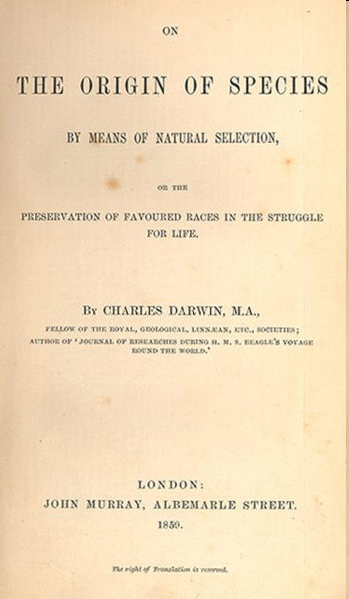 ON
THE ORIGIN OF SPECIES
BY MEANS OF NATURAL SELECTION,
OR THE
PRESERVATION OF FAVOURED RACES IN THE STRUGGLE
FOR LIFE.
BY CHARLES DARWIN, M.A.,
FELLOW OF THE ROYAL, GEOLOGICAL, LINNÆAN, ETC., SOCIETIES;
AUTHOR OF ‘JOURNAL OF RESEARCHES DURING H. M. S. BEAGLE’S VOYAGE
ROUND THE WORLD.’
LONDON:
JOHN MURRAY, ALBEMARLE STREET.
1859.
The right of Translation is reserved.